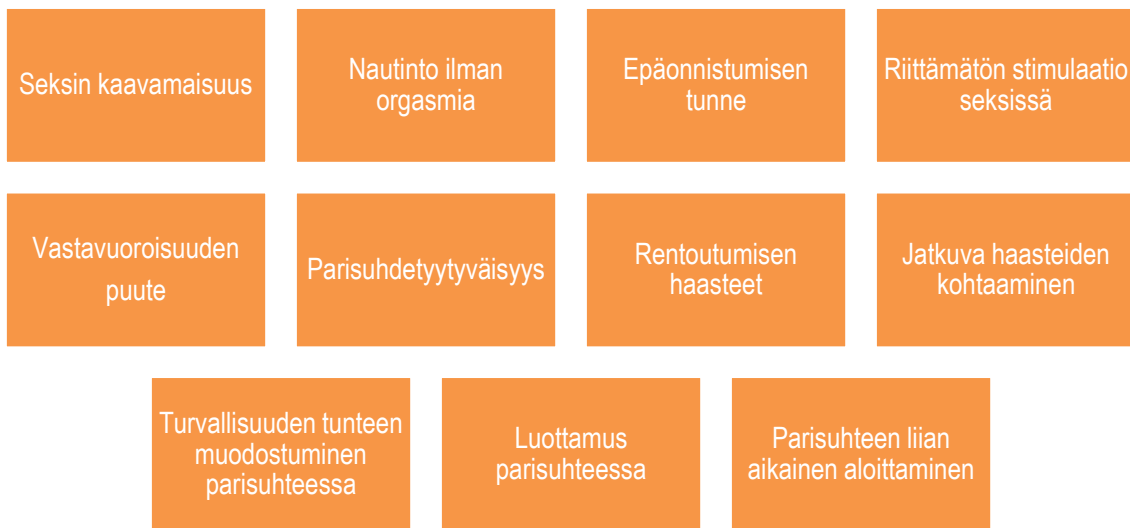 Seksin kaavamaisuus
Nautinto ilman
orgasmia
Epäonnistumisen
tunne
Riittämätön stimulaatio
seksissä
Vastavuoroisuuden
puute
Parisuhdetyytyväisyys
Rentoutumisen
haasteet
Jatkuva haasteiden
kohtaaminen
Turvallisuuden tunteen
muodostuminen
parisuhteessa
Luottamus
parisuhteessa
Parisuhteen liian
aikainen aloittaminen